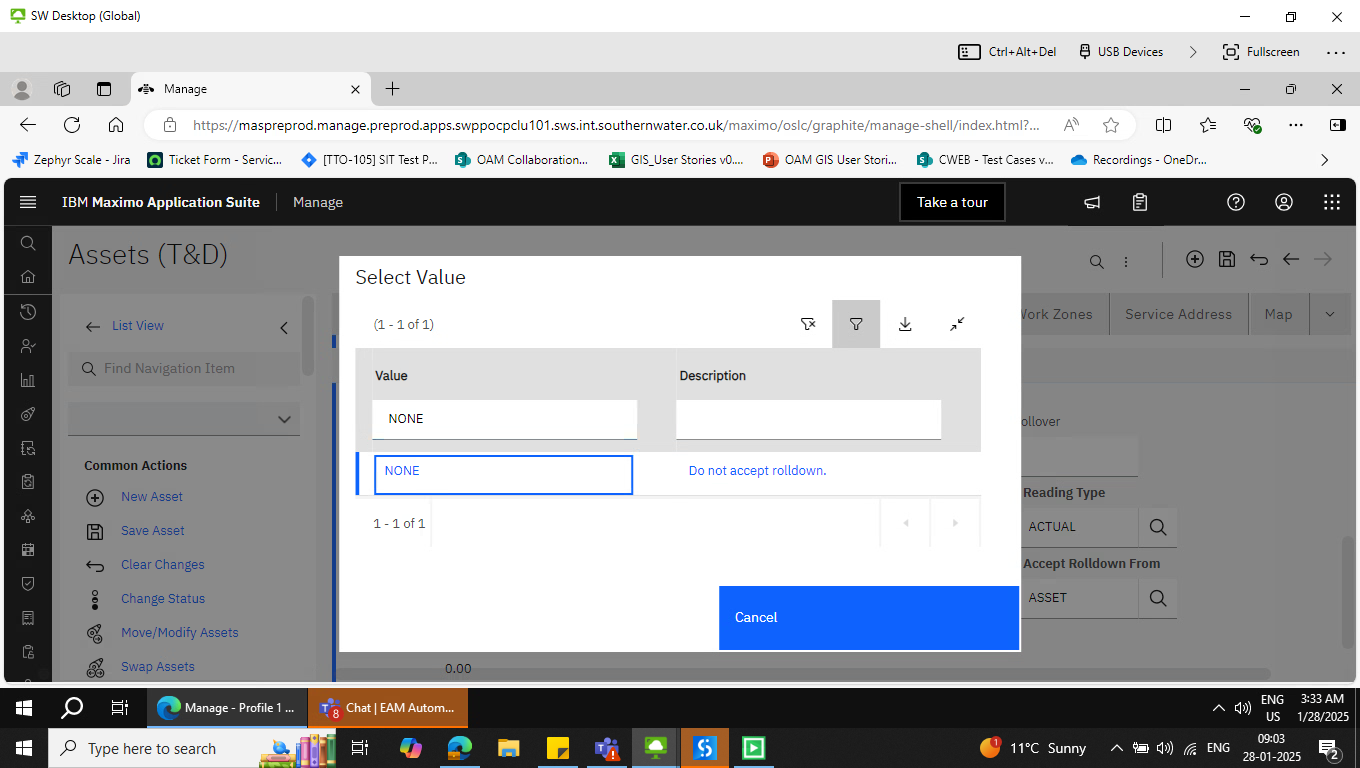 SW Desktop (Global)
Ctrl+Alt+Del
USB Devices
Fullscreen
Manage
https://maspreprod.manage.preprod.apps.swppocpclu101.sws.int.southernwater.co.uk/maximo/oslc/graphite/manage-shell/index.html?...
Zephyr Scale - Jira
Ticket Form - Servic...
[TTO-105] SIT Test P...
OAM Collaboration...
GIS_User Stories v0....
OAM GIS User Stori...
CWEB - Test Cases v...
Recordings - OneDr...
IBM Maximo Application Suite
Manage
Take a tour
Assets (T&D)
List View
Find Navigation Item
Common Actions
New Asset
Save Asset
Clear Changes
Change Status
Move/Modify Assets
Swap Assets
Select Value
(1 - 1 of 1)
Value
Description
NONE
NONE
Do not accept rolldown.
1 - 1 of 1
Cancel
Work Zones
Service Address
Map
ollover
Reading Type
ACTUAL
Accept Rolldown From
ASSET
0.00
Manage - Profile 1 ...
8
Chat | EAM Autom...
ENG
US
3:33 AM
1/28/2025
Type here to search
1
11°C Sunny
ENG
09:03
28-01-2025
2